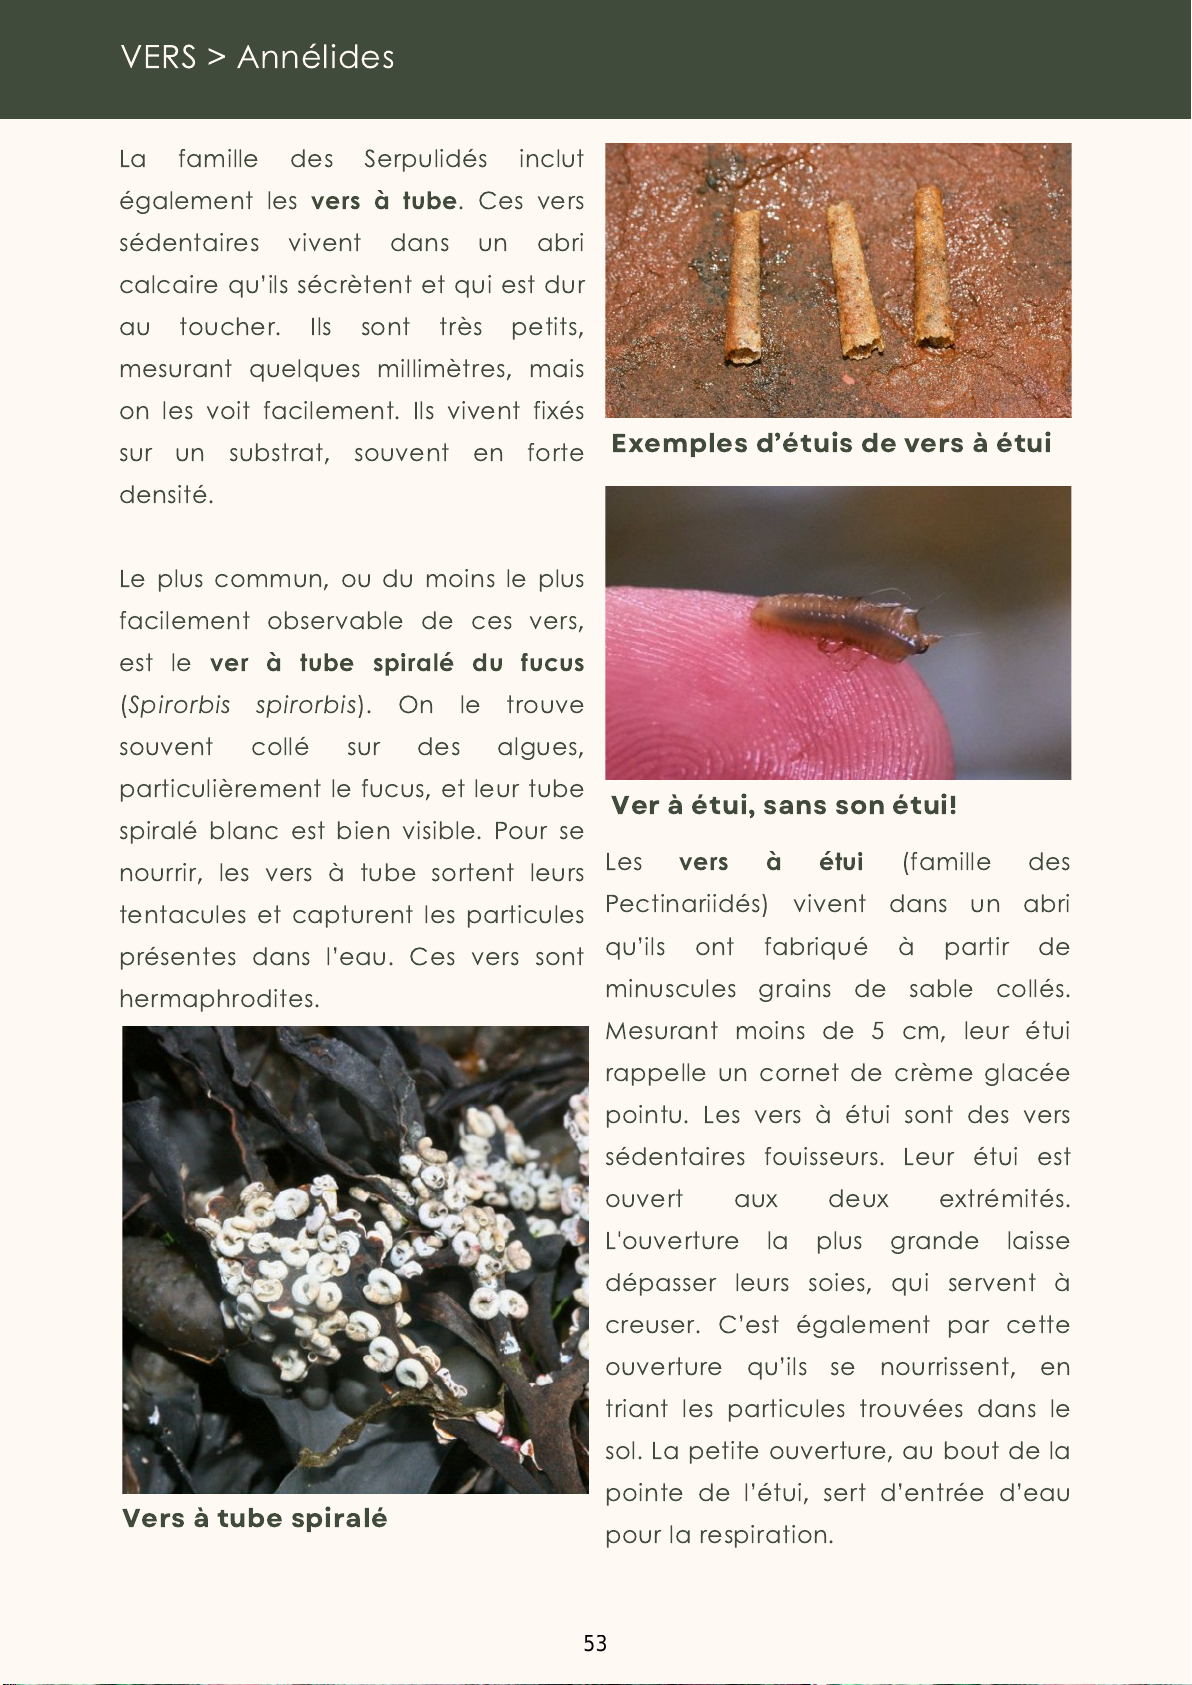 VERS > Annélides
La famille des Serpulidés inclut
également les vers à tube. Ces vers
sédentaires vivent dans un abri
calcaire qu'ils sécrètent et qui est dur
au toucher. Ils sont très petits,
mesurant quelques millimètres, mais
on les voit facilement. Ils vivent fixés
sur un substrat, souvent en forte
densité.
Le plus commun, ou du moins le plus
facilement observable de ces vers,
est le ver à tube spiralé du fucus
(Spirorbis spirorbis). On le trouve
souvent collé sur des algues,
particulièrement le fucus, et leur tube
spiralé blanc est bien visible. Pour se
nourrir, les vers à tube sortent leurs
tentacules et capturent les particules
présentes dans l'eau. Ces vers sont
hermaphrodites.
Vers à tube spiralé
Exemples d'étuis de vers à étui
Ver à étui, sans son étui!
Les vers à étui (famille des
Pectinariidés) vivent dans un abri
qu'ils ont fabriqué à partir de
minuscules grains de sable collés.
Mesurant moins de 5 cm, leur étui
rappelle un cornet de crème glacée
pointu. Les vers à étui sont des vers
sédentaires fouisseurs. Leur étui est
ouvert aux deux extrémités.
L'ouverture la plus grande laisse
dépasser leurs soies, qui servent à
creuser. C'est également par cette
ouverture qu'ils se nourrissent, en
triant les particules trouvées dans le
sol. La petite ouverture, au bout de la
pointe de l'étui, sert d'entrée d'eau
pour la respiration.
53